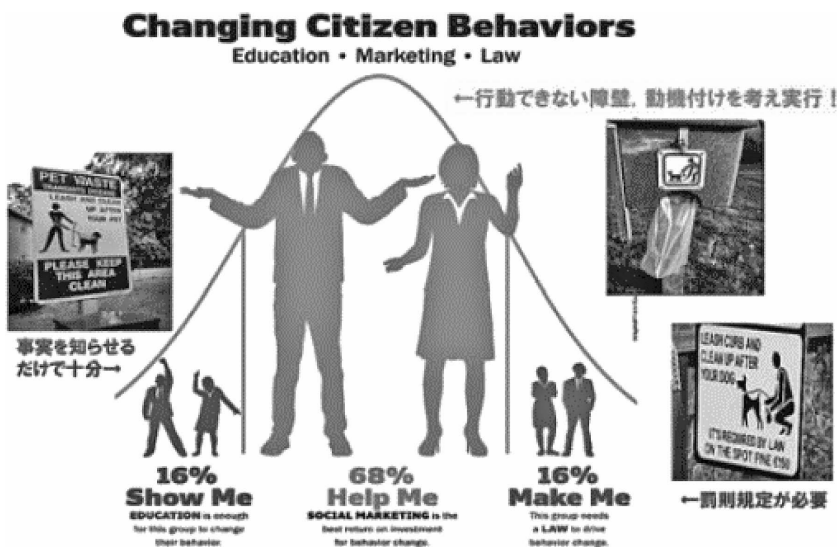 Changing Citizen Behaviors
Education • Marketing • Law
←行動できない障壁，動機付けを考え実行！
PET WASTE
LEASH AND CLEAN
UP AFTER
YOUR PET
PLEASE KEEP
THIS AREA
CLEAN
事実を知らせる
だけで十分→
LEASH CURB AND
CLEAN UP AFTER
YOUR DOG
IT'S REQUIRED BY LAW
ON THE SPOT FINE
16%
Show Me
EDUCATION is enough
for this group to change
their behavior.
68%
Help Me
SOCIAL MARKETING is the
best return on investment
for behavior change.
16%
Make Me
This group needs
a LAW to drive
behavior change.
←罰則規定が必要